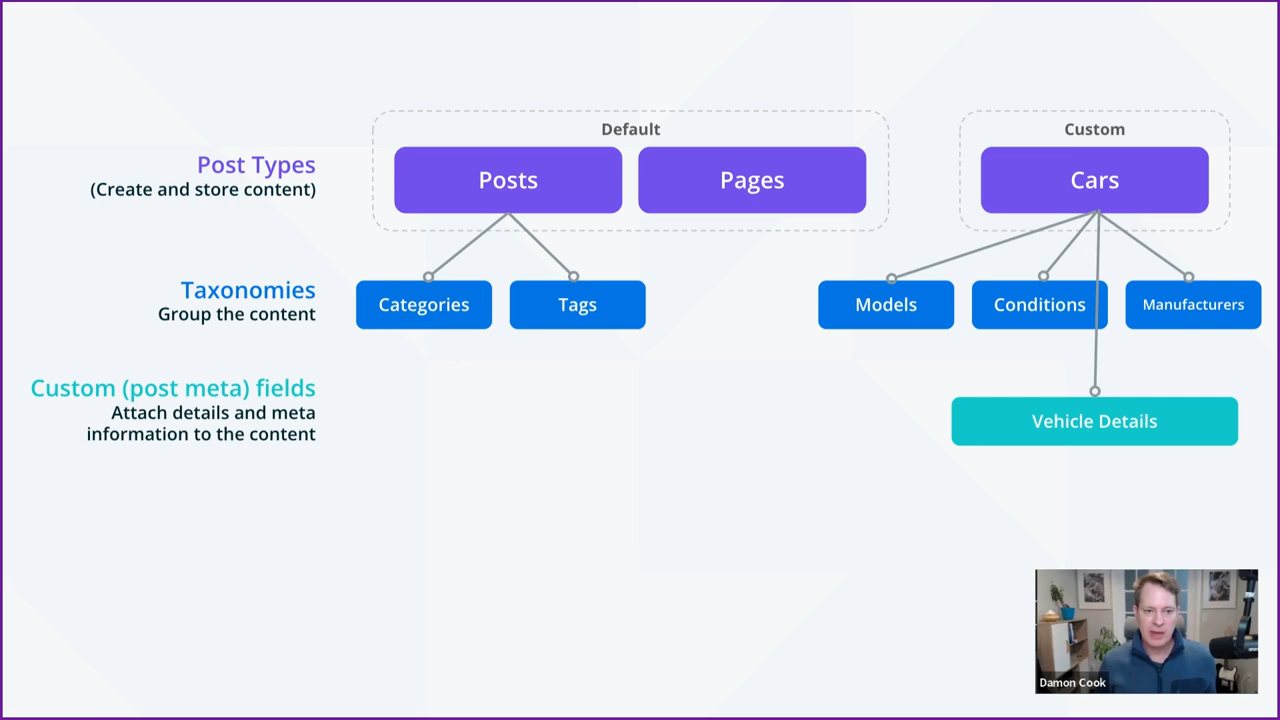 Default
Custom
Post Types
(Create and store content)
Posts
Pages
Cars
Taxonomies
Group the content
Categories
Tags
Models
Conditions
Manufacturers
Custom (post meta) fields
Attach details and meta
information to the content
Vehicle Details
Damon Cook